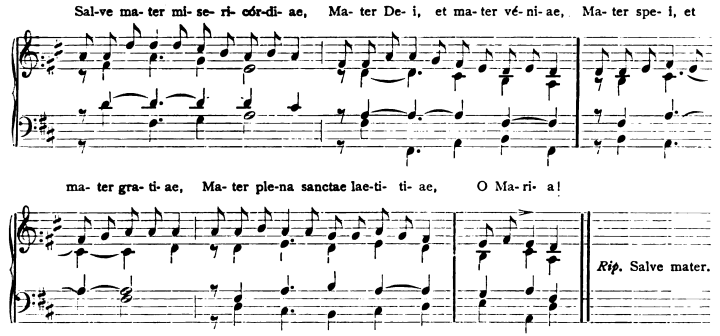 Sal-ve ma-ter mi-se-ri-cór-di-ae, Ma-ter De-i, et ma-ter vé-ni-ae, Ma-ter spe-i, et
ma-ter gra-ti-ae, Ma-ter ple-na sanctae lae-ti-ti-ae, O Ma-ri-a!
Rip. Salve mater.